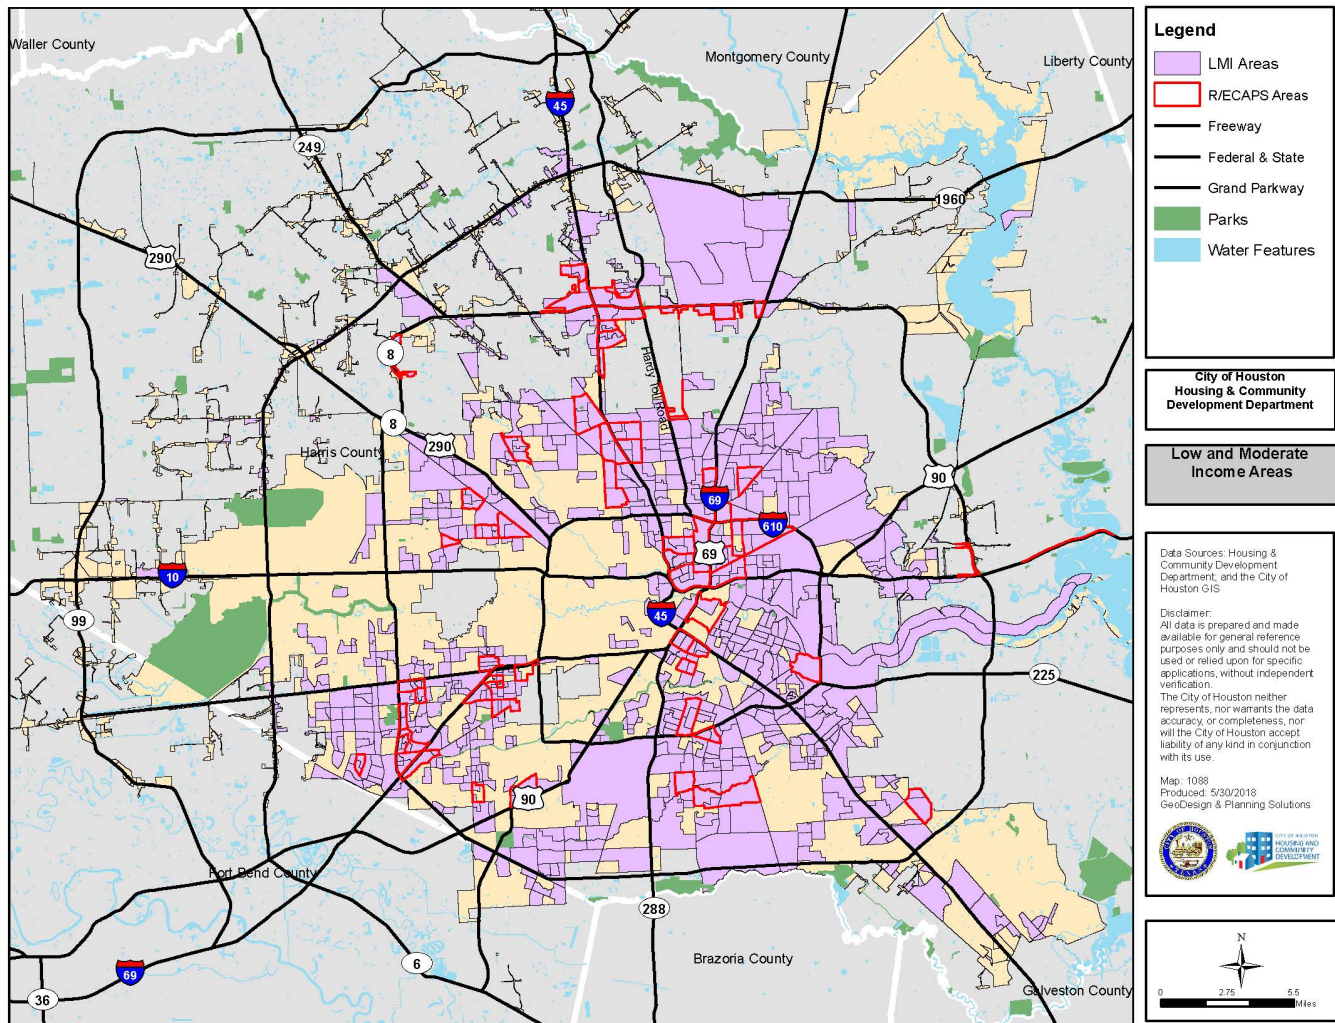 Waller County
Montgomery County
Liberty County
45
249
1960
290
8
Hardy Toll Road
8
290
Harris County
90
69
610
69
10
99
45
225
90
Fort Bend County
288
6
69
36
Brazoria County
Galveston County
Legend
LMI Areas
R/ECAPS Areas
Freeway
Federal & State
Grand Parkway
Parks
Water Features
City of Houston
Housing & Community
Development Department
Low and Moderate
Income Areas
Data Sources: Housing &
Community Development
Department; and the City of
Houston GIS
Disclaimer:
All data is prepared and made
available for general reference
purposes only and should not be
used or relied upon for specific
applications, without independent
verification.
The City of Houston neither
represents, nor warrants the data
accuracy, or completeness, nor
will the City of Houston accept
liability of any kind in conjunction
with its use.
Map: 1088
Produced: 5/30/2018
GeoDesign & Planning Solutions
CITY OF HOUSTON
HOUSING AND
COMMUNITY
DEVELOPMENT
N
0 2.75 5.5
Miles